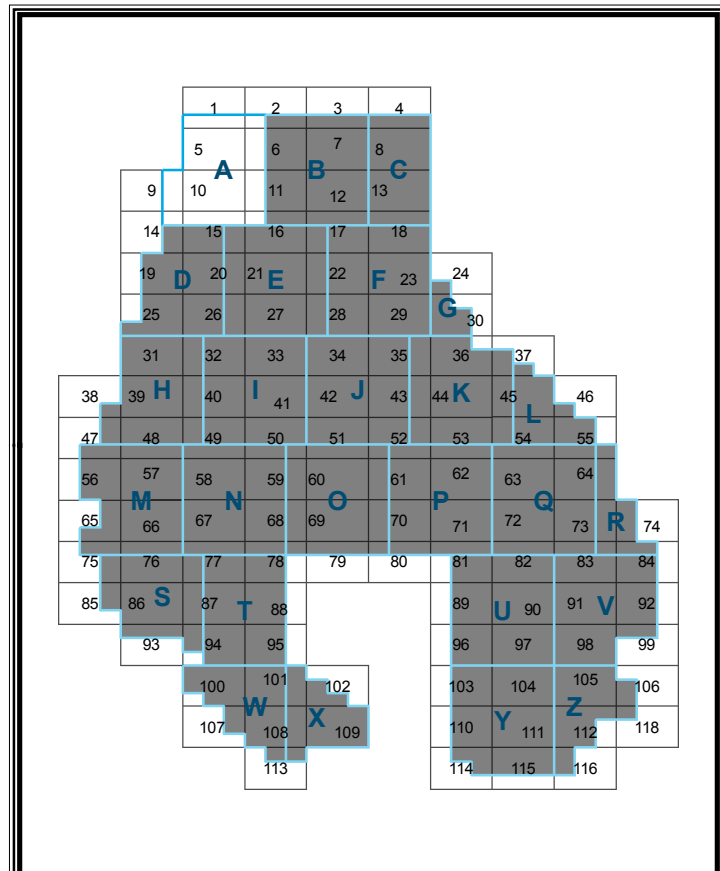 1 2 3 4
5 6 7 8
A B C
9 10 11 12 13
14 15 16 17 18
19 D 20 21 E 22 F 23 24
25 26 27 28 29 G 30
31 32 33 34 35 36 37
38 39 H 40 I 41 42 J 43 44 K 45 46
L
47 48 49 50 51 52 53 54 55
56 57 58 59 60 61 62 63 64
M N O P Q R
65 66 67 68 69 70 71 72 73 74
75 76 77 78 79 80 81 82 83 84
85 86 S 87 T 88 89 U 90 91 V 92
93 94 95 96 97 98 99
100 101 102 103 104 105 106
W X Y Z
107 108 109 110 111 112 118
113 114 115 116